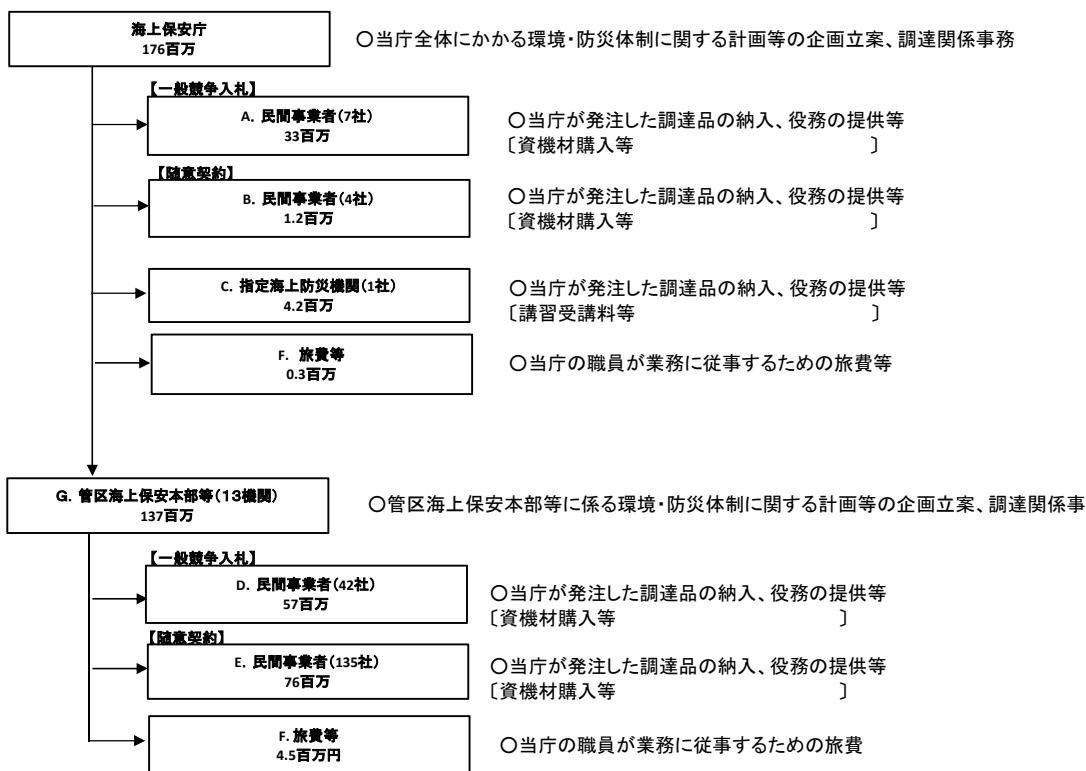 海上保安庁
176百万
○当庁全体にかかる環境・防災体制に関する計画等の企画立案、調達関係事務
【一般競争入札】
A. 民間事業者(7社)
33百万
○当庁が発注した調達品の納入、役務の提供等
〔資機材購入等 〕
【随意契約】
B. 民間事業者(4社)
1.2百万
○当庁が発注した調達品の納入、役務の提供等
〔資機材購入等 〕
C. 指定海上防災機関(1社)
4.2百万
○当庁が発注した調達品の納入、役務の提供等
〔講習受講料等 〕
F. 旅費等
0.3百万
○当庁の職員が業務に従事するための旅費等
G. 管区海上保安本部等(13機関)
137百万
○管区海上保安本部等に係る環境・防災体制に関する計画等の企画立案、調達関係事
【一般競争入札】
D. 民間事業者(42社)
57百万
○当庁が発注した調達品の納入、役務の提供等
〔資機材購入等 〕
【随意契約】
E. 民間事業者(135社)
76百万
○当庁が発注した調達品の納入、役務の提供等
〔資機材購入等 〕
F. 旅費等
4.5百万円
○当庁の職員が業務に従事するための旅費